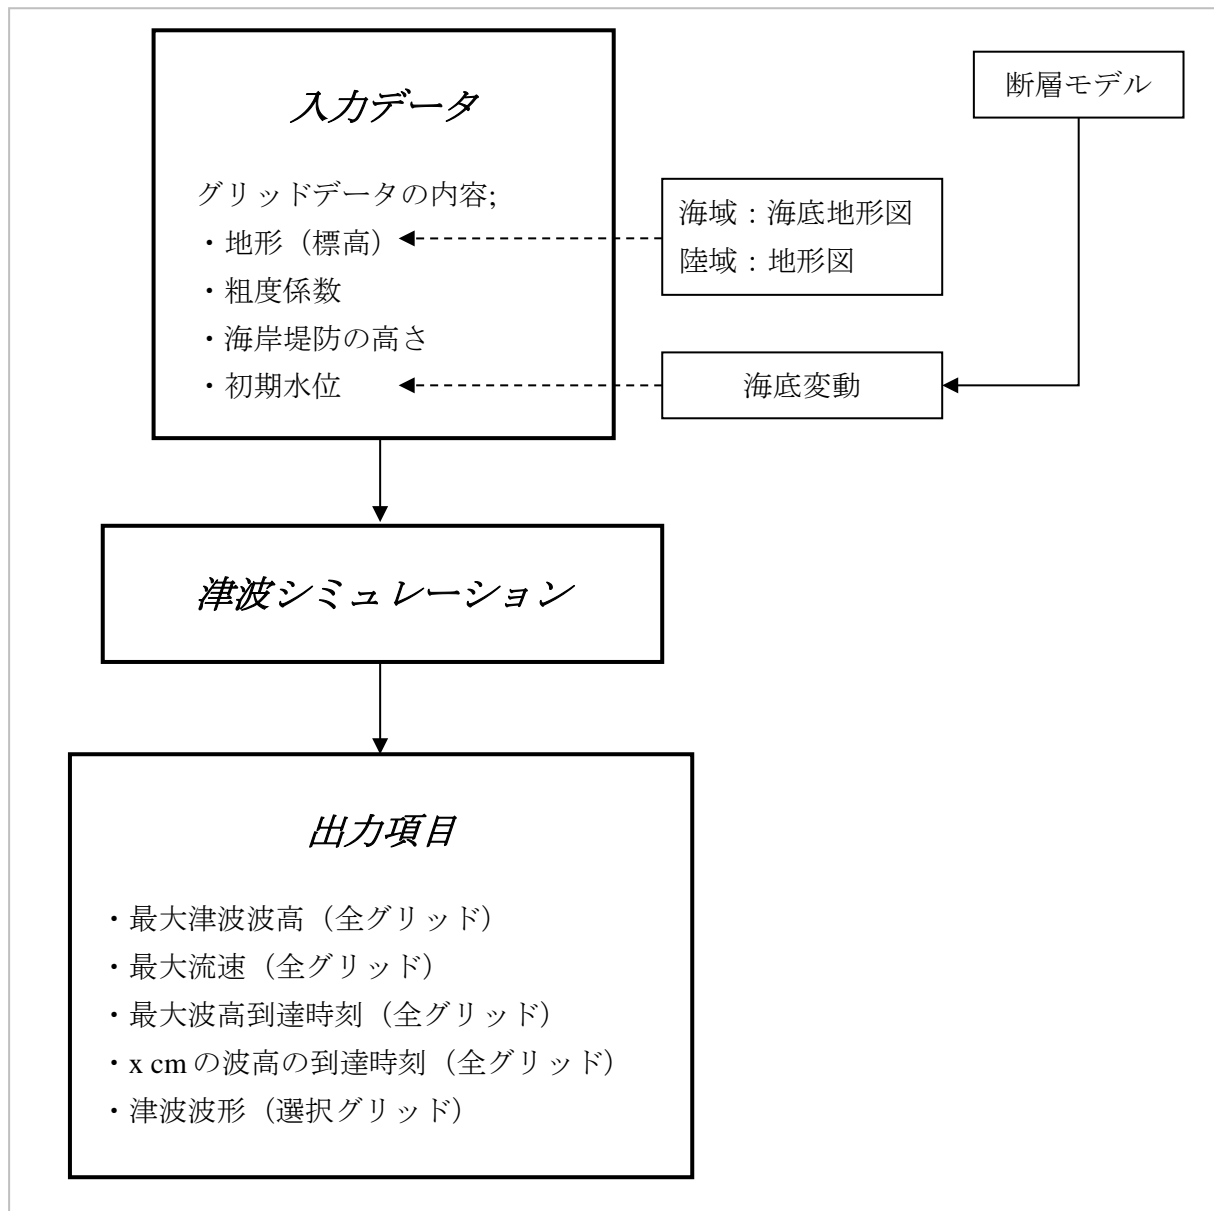 入力データ
グリッドデータの内容;
・地形（標高）
・粗度係数
・海岸堤防の高さ
・初期水位
断層モデル
海域：海底地形図
陸域：地形図
海底変動
津波シミュレーション
出力項目
・最大津波波高（全グリッド）
・最大流速（全グリッド）
・最大波高到達時刻（全グリッド）
・x cm の波高の到達時刻（全グリッド）
・津波波形（選択グリッド）